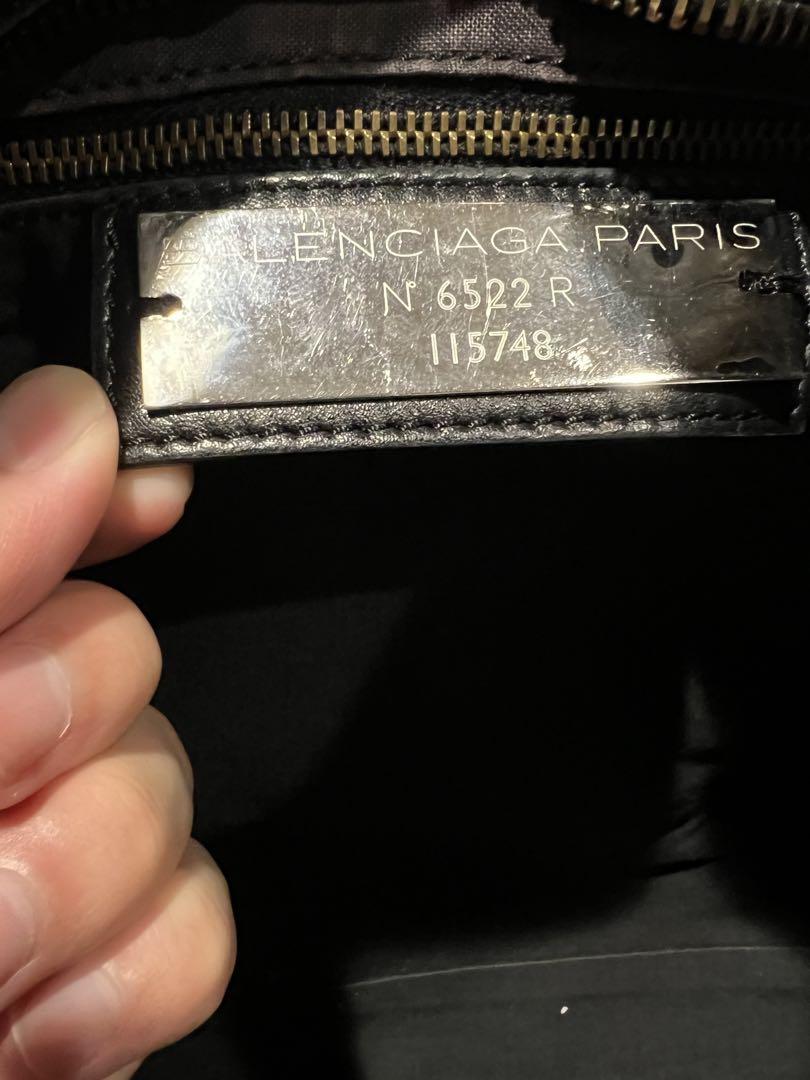 BALENCIAGA PARIS
N° 6522 R
115748